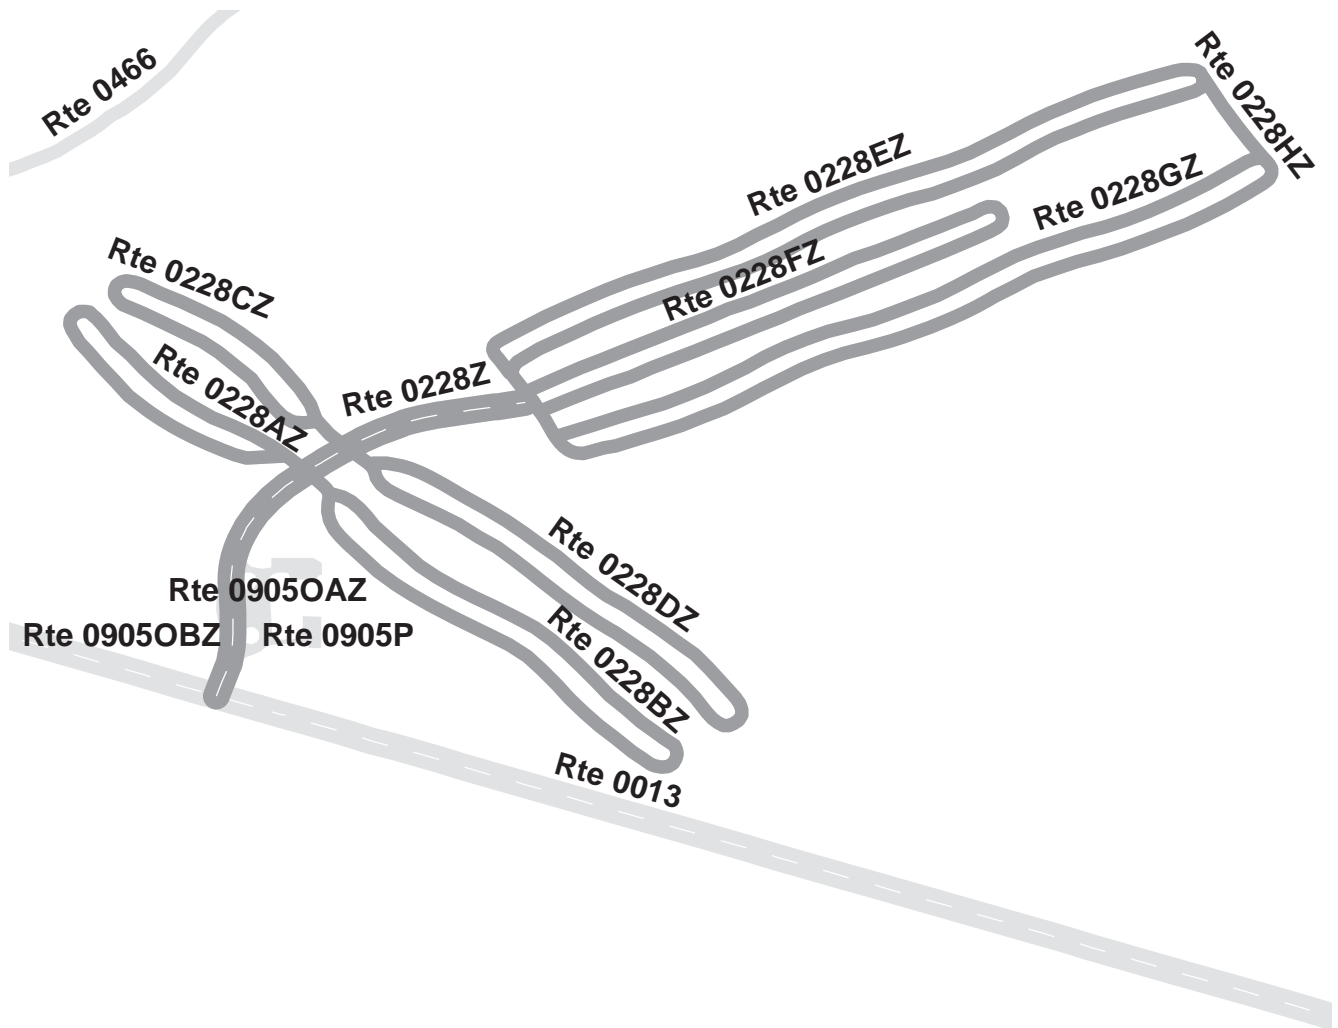 Rte 0466
Rte 0228HZ
Rte 0228EZ
Rte 0228GZ
Rte 0228CZ
Rte 0228FZ
Rte 0228AZ
Rte 0228Z
Rte 0228DZ
Rte 0905OAZ
Rte 0905OBZ
Rte 0905P
Rte 0228BZ
Rte 0013